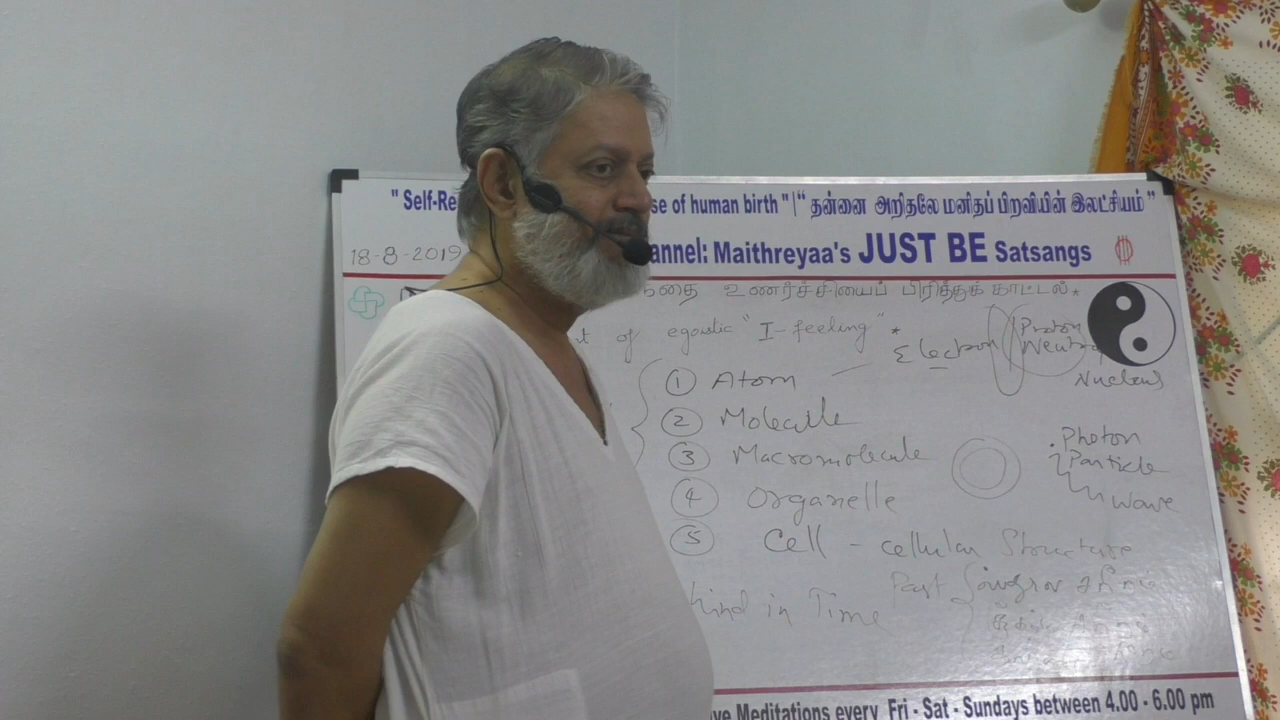 " Self-Re se of human birth " | “ தன்னை அறிதலே மனிதப் பிறவியின் இலட்சியம் ”
18-8-2019 annel: Maithreyaa's JUST BE Satsangs
உணர்ச்சியைப் பிரித்துக் காட்டல் *
of egoistic "I-feeling" *
Electron Proton
Neutron
Nucleus
1 Atom
2 Molecule
3 Macromolecule
4 Organelle
5 Cell - cellular Structure
Photon
Particle
wave
in Time Past
ve Meditations every Fri - Sat - Sundays between 4.00 - 6.00 pm